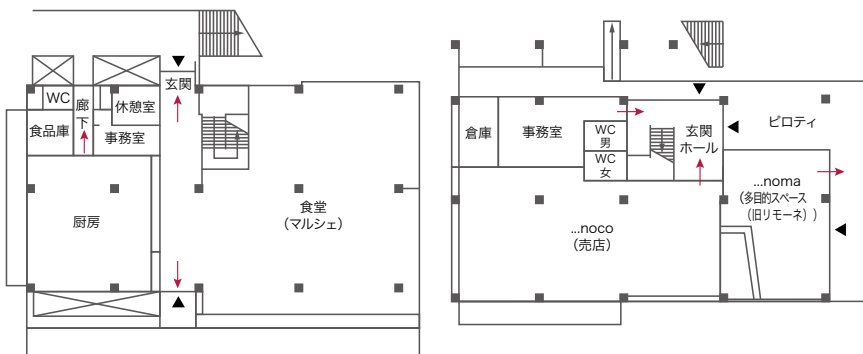 玄関
WC
廊
下
休憩室
食品庫
事務室
厨房
食堂
（マルシェ）
倉庫
事務室
WC
男
WC
女
玄関
ホール
ピロティ
...noma
（多目的スペース
（旧リモーネ））
...noco
（売店）